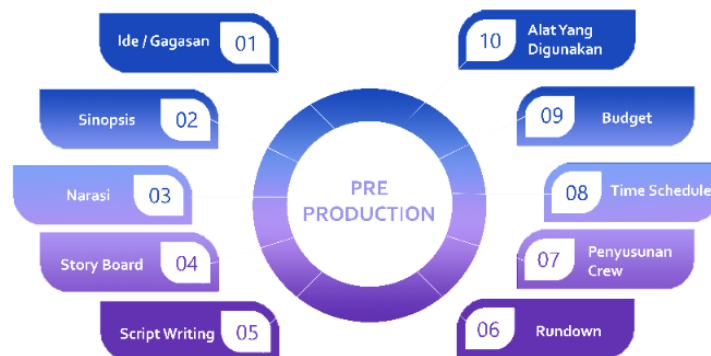 Ide / Gagasan 01
Sinopsis 02
Narasi 03
Story Board 04
Script Writing 05
PRE
PRODUCTION
10 Alat Yang
Digunakan
09 Budget
08 Time Schedule
07 Penyusunan
Crew
06 Rundown